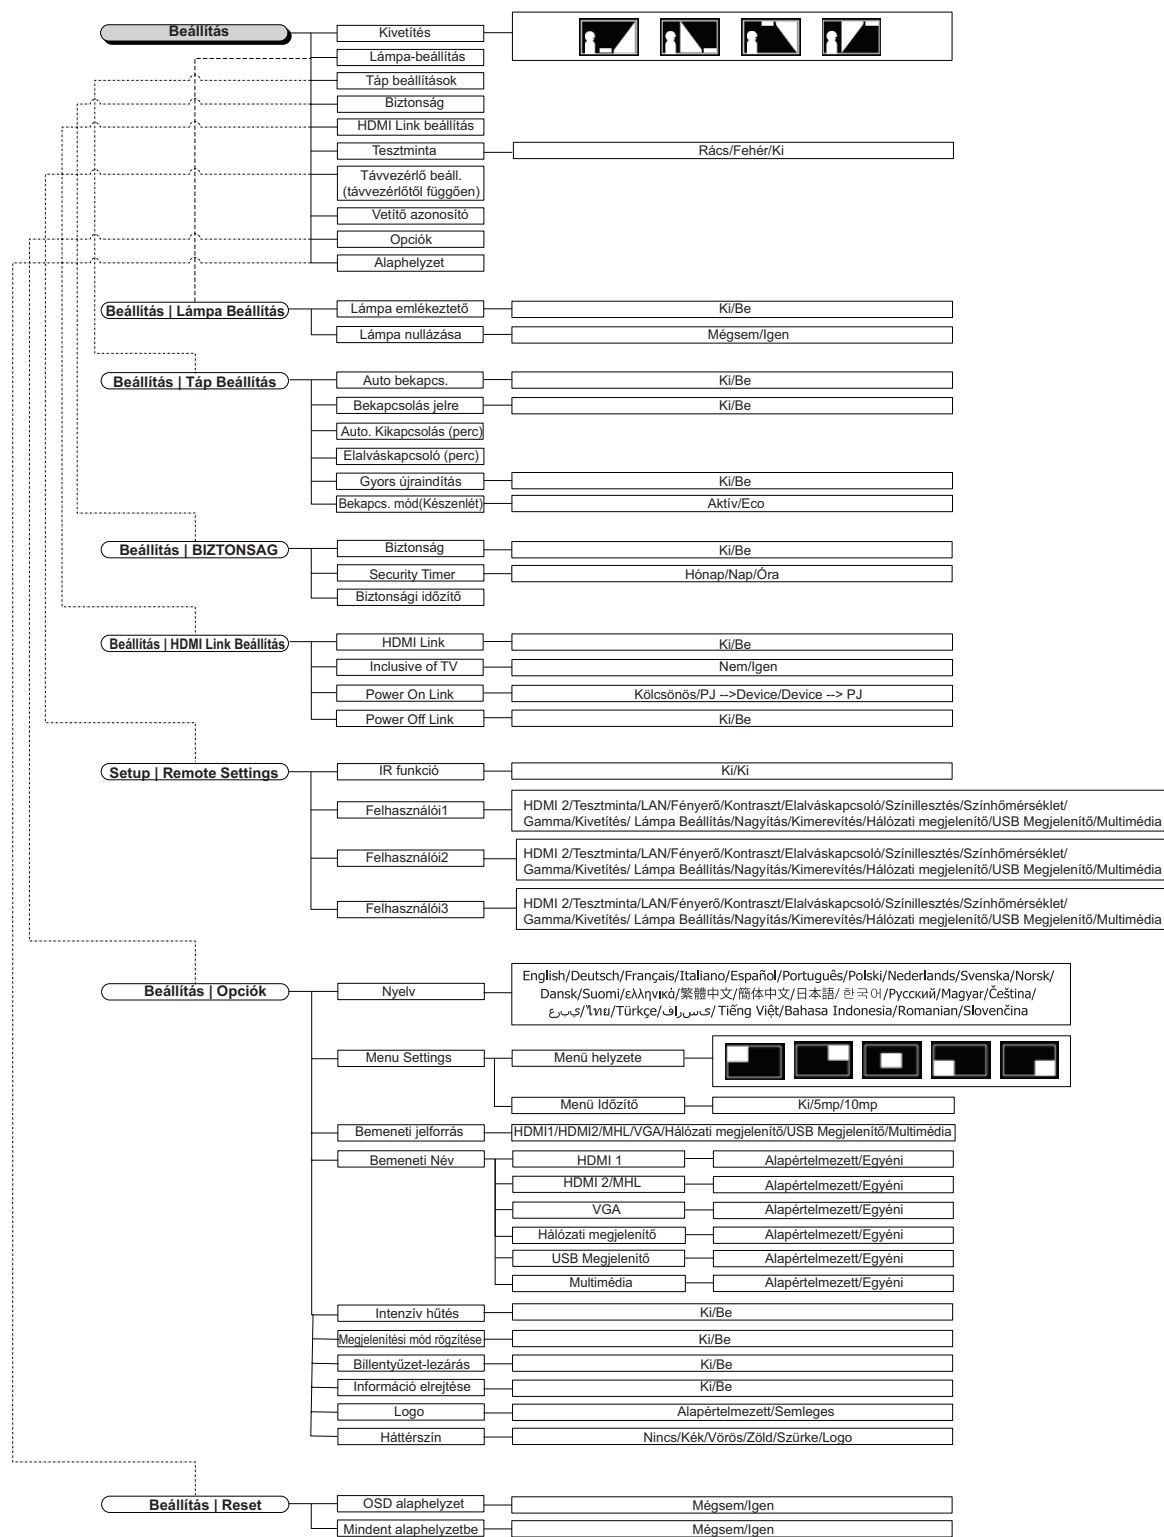 Beállítás
Kivetítés
Lámpa-beállítás
Táp beállítások
Biztonság
HDMI Link beállítás
Tesztminta
Rács/Fehér/Ki
Távvezérlő beáll.
(távvezérlőtől függően)
Vetítő azonosító
Opciók
Alaphelyzet
Beállítás | Lámpa Beállítás
Lámpa emlékeztető
Ki/Be
Lámpa nullázása
Mégsem/Igen
Beállítás | Táp Beállítás
Auto bekapcs.
Ki/Be
Bekapcsolás jelre
Ki/Be
Auto. Kikapcsolás (perc)
Elalváskapcsoló (perc)
Gyors újraindítás
Ki/Be
Bekapcs. mód(Készenlét)
Aktív/Eco
Beállítás | BIZTONSAG
Biztonság
Ki/Be
Security Timer
Hónap/Nap/Óra
Biztonsági időzítő
Beállítás | HDMI Link Beállítás
HDMI Link
Ki/Be
Inclusive of TV
Nem/Igen
Power On Link
Kölcsönös/PJ -->Device/Device --> PJ
Power Off Link
Ki/Be
Setup | Remote Settings
IR funkció
Ki/Ki
Felhasználói1
HDMI 2/Tesztminta/LAN/Fényerő/Kontraszt/Elalváskapcsoló/Színillesztés/Színhőmérséklet/
Gamma/Kivetítés/ Lámpa Beállítás/Nagyítás/Kimerevítés/Hálózati megjelenítő/USB Megjelenítő/Multimédia
Felhasználói2
HDMI 2/Tesztminta/LAN/Fényerő/Kontraszt/Elalváskapcsoló/Színillesztés/Színhőmérséklet/
Gamma/Kivetítés/ Lámpa Beállítás/Nagyítás/Kimerevítés/Hálózati megjelenítő/USB Megjelenítő/Multimédia
Felhasználói3
HDMI 2/Tesztminta/LAN/Fényerő/Kontraszt/Elalváskapcsoló/Színillesztés/Színhőmérséklet/
Gamma/Kivetítés/ Lámpa Beállítás/Nagyítás/Kimerevítés/Hálózati megjelenítő/USB Megjelenítő/Multimédia
Beállítás | Opciók
Nyelv
English/Deutsch/Français/Italiano/Español/Português/Polski/Nederlands/Svenska/Norsk/
Dansk/Suomi/ελληνικά/繁體中文/簡体中文/日本語/한국어/Русский/Magyar/Čeština/
يبرع/ไทย/Türkçe/یسراف/Tiếng Việt/Bahasa Indonesia/Romanian/Slovenčina
Menu Settings
Menü helyzete
Menü Időzítő
Ki/5mp/10mp
Bemeneti jelforrás
HDMI1/HDMI2/MHL/VGA/Hálózati megjelenítő/USB Megjelenítő/Multimédia
Bemeneti Név
HDMI 1
Alapértelmezett/Egyéni
HDMI 2/MHL
Alapértelmezett/Egyéni
VGA
Alapértelmezett/Egyéni
Hálózati megjelenítő
Alapértelmezett/Egyéni
USB Megjelenítő
Alapértelmezett/Egyéni
Multimédia
Alapértelmezett/Egyéni
Intenzív hűtés
Ki/Be
Megjelenítési mód rögzítése
Ki/Be
Billentyűzet-lezárás
Ki/Be
Információ elrejtése
Ki/Be
Logo
Alapértelmezett/Semleges
Háttérszín
Nincs/Kék/Vörös/Zöld/Szürke/Logo
Beállítás | Reset
OSD alaphelyzet
Mégsem/Igen
Mindent alaphelyzetbe
Mégsem/Igen